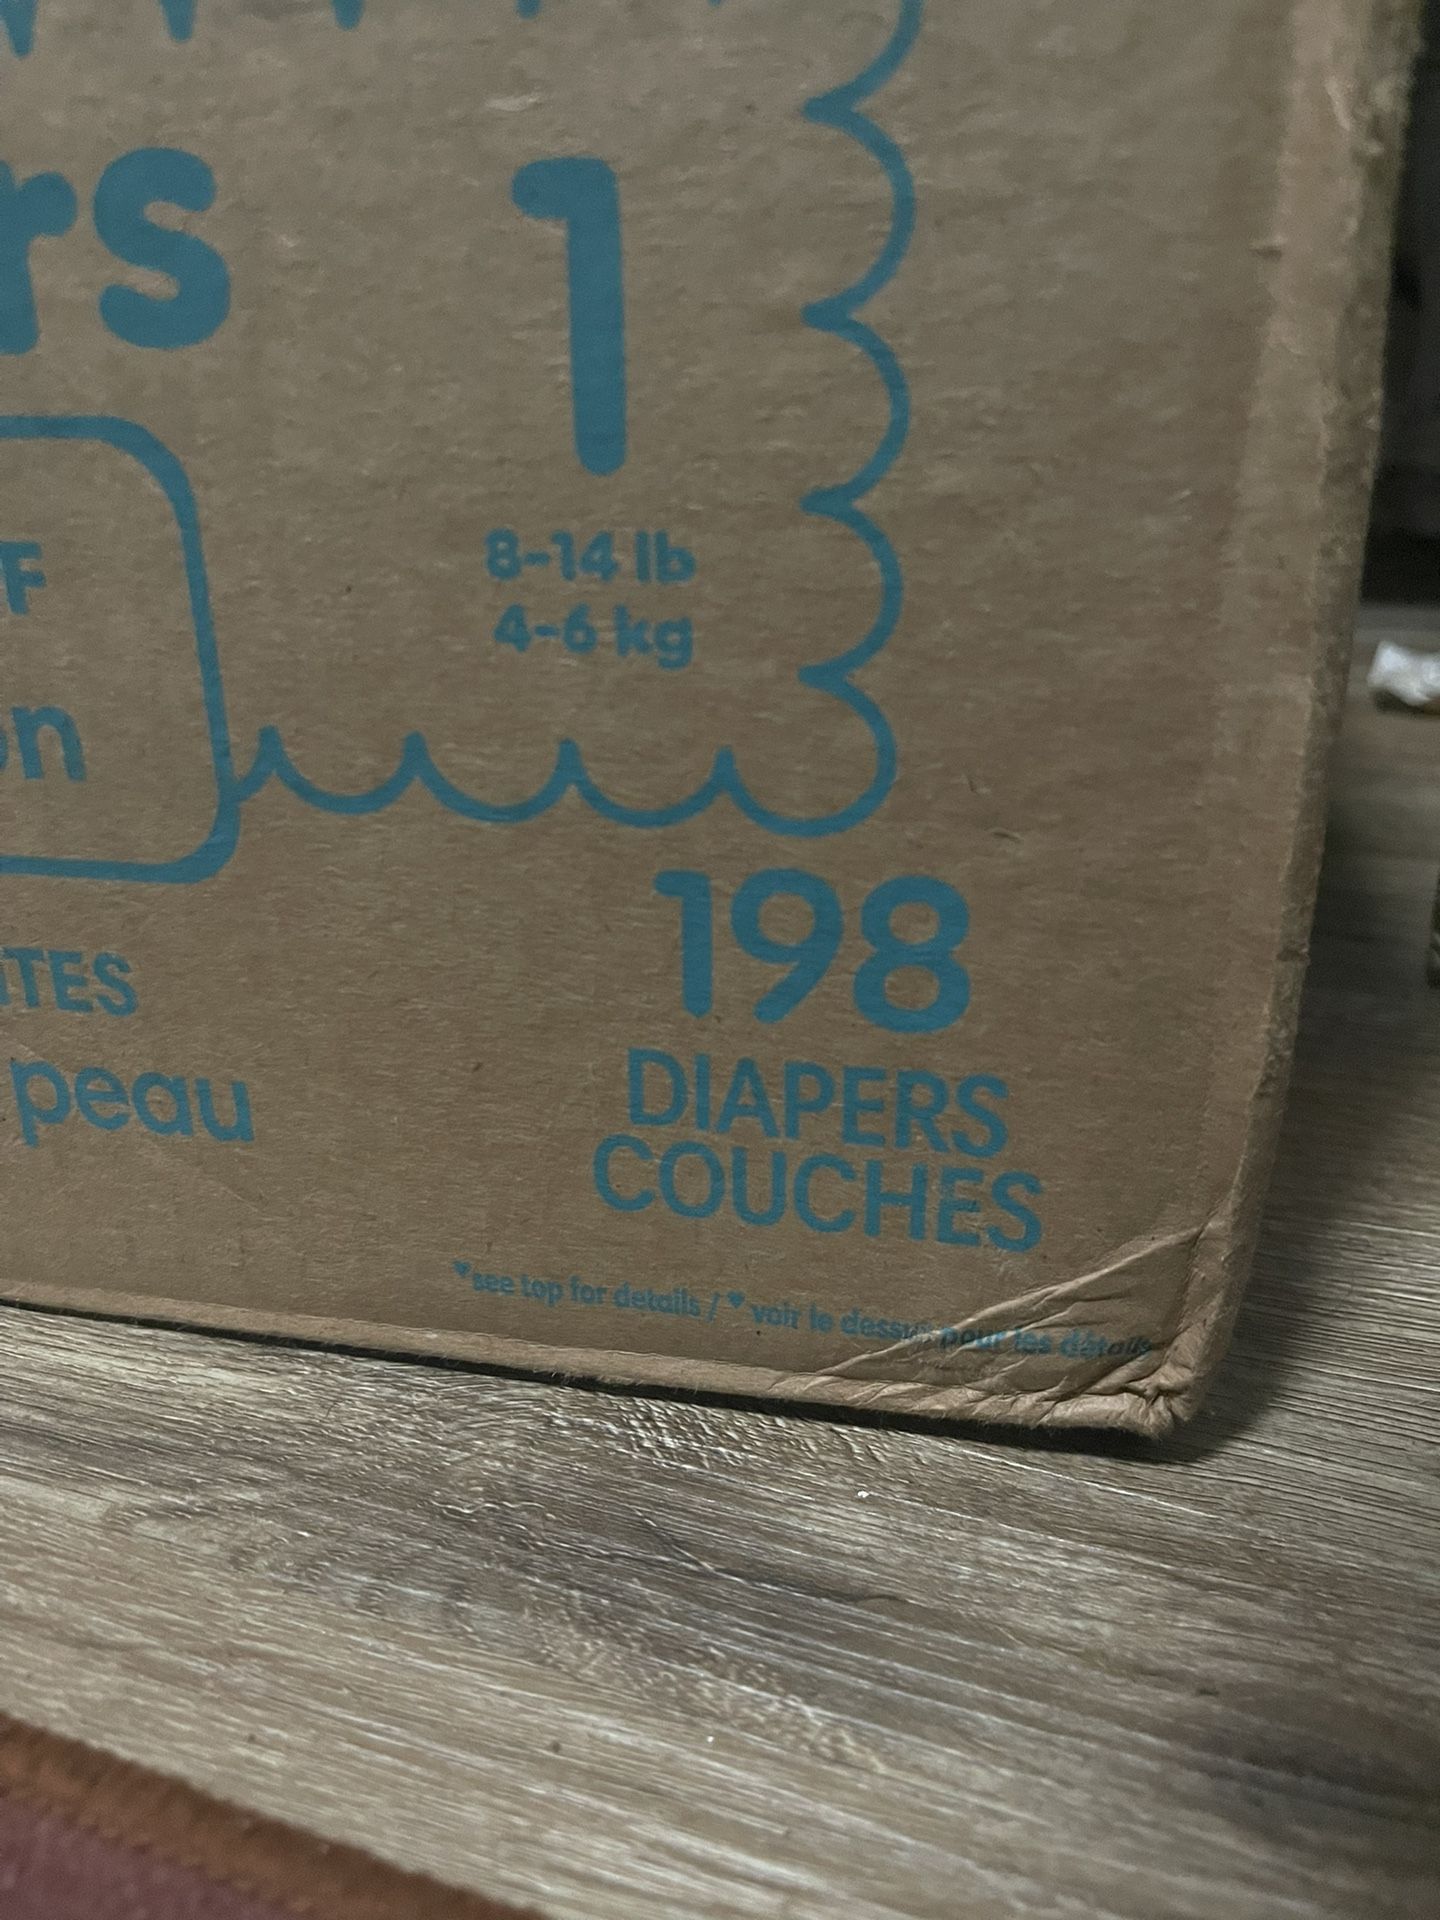 rs
1
8-14 lb
4-6 kg
F
on
198
DIAPERS
COUCHES
ITES
peau
♥see top for details / ♥ voir le dessus pour les détails